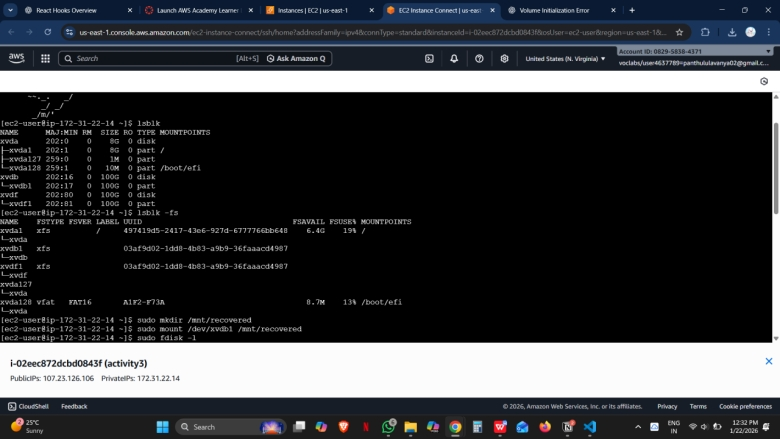 React Hooks Overview
Launch AWS Academy Learner
Instances | EC2 | us-east-1
EC2 Instance Connect | us-east
Volume Initialization Error
us-east-1.console.aws.amazon.com/ec2-instance-connect/ssh/home?addressFamily=ipv4&connType=standard&instanceId=i-02eec872dcbd0843f&osUser=ec2-user&region=us-east-1&...
aws
Search
[Alt+S]
Ask Amazon Q
United States (N. Virginia)
Account ID: 0829-5838-4371
voclabs/user4637789=panthululavanya02@gmail.c...
~~._.   _/
_/ _/
_/m/'
[ec2-user@ip-172-31-22-14 ~]$ lsblk
NAME MAJ:MIN RM SIZE RO TYPE MOUNTPOINTS
xvda 202:0 0 8G 0 disk
├─xvda1 202:1 0 8G 0 part /
├─xvda127 259:0 0 1M 0 part
└─xvda128 259:1 0 10M 0 part /boot/efi
xvdb 202:16 0 100G 0 disk
└─xvdb1 202:17 0 100G 0 part
xvdf 202:80 0 100G 0 disk
└─xvdf1 202:81 0 100G 0 part
[ec2-user@ip-172-31-22-14 ~]$ lsblk -fs
NAME FSTYPE FSVER LABEL UUID FSAVAIL FSUSE% MOUNTPOINTS
xvda1 xfs / 497419d5-2417-43e6-927d-6777766bb648 6.4G 19% /
└─xvda
xvdb1 xfs 03af9d02-1dd8-4b83-a9b9-36faaacd4987
└─xvdb
xvdf1 xfs 03af9d02-1dd8-4b83-a9b9-36faaacd4987
└─xvdf
xvda127
└─xvda
xvda128 vfat FAT16 A1F2-F73A 8.7M 13% /boot/efi
└─xvda
[ec2-user@ip-172-31-22-14 ~]$ sudo mkdir /mnt/recovered
[ec2-user@ip-172-31-22-14 ~]$ sudo mount /dev/xvdb1 /mnt/recovered
[ec2-user@ip-172-31-22-14 ~]$ sudo fdisk -l
i-02eec872dcbd0843f (activity3)
PublicIPs: 107.23.126.106 PrivateIPs: 172.31.22.14
CloudShell
Feedback
© 2026, Amazon Web Services, Inc. or its affiliates.
Privacy
Terms
Cookie preferences
25°C
Sunny
Search
ENG
IN
12:32 PM
1/22/2026